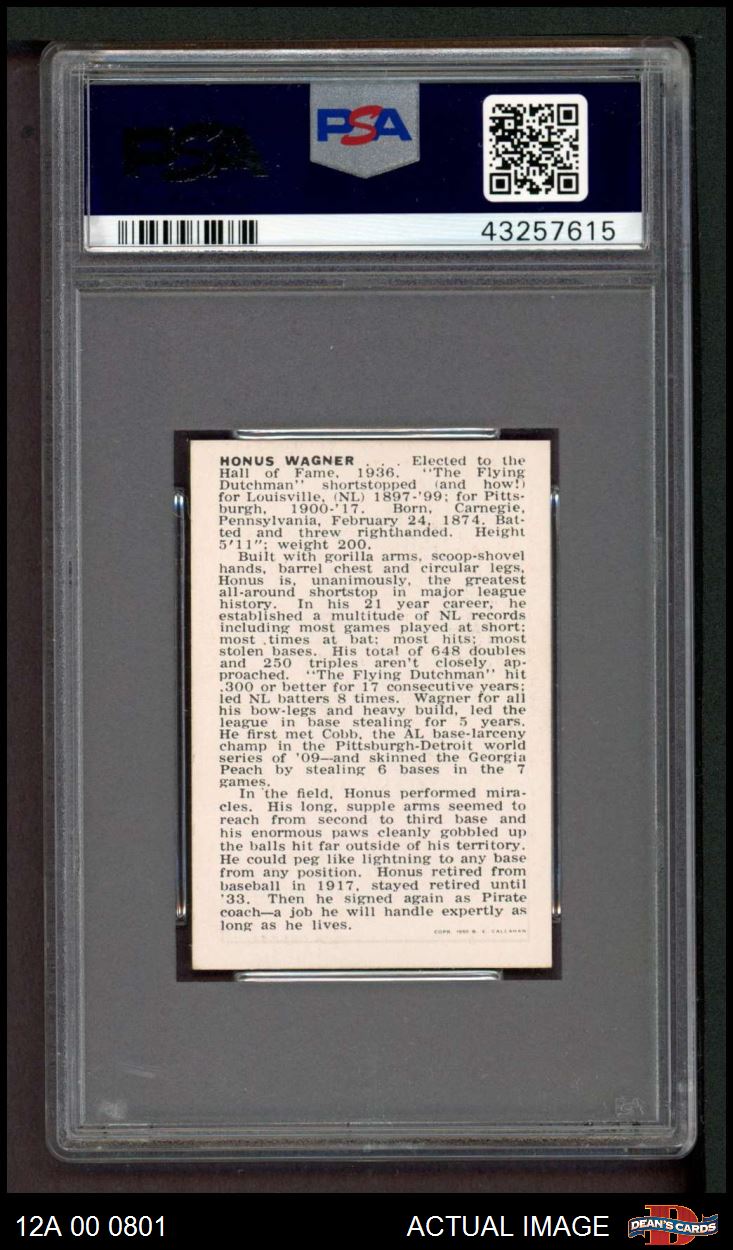 PSA
PSA
43257615
HONUS WAGNER . . . Elected to the
Hall of Fame, 1936. "The Flying
Dutchman" shortstopped (and how!)
for Louisville, (NL) 1897-'99; for Pitts-
burgh, 1900-'17. Born, Carnegie,
Pennsylvania, February 24, 1874. Bat-
ted and threw righthanded. Height
5'11"; weight 200.
Built with gorilla arms, scoop-shovel
hands, barrel chest and circular legs,
Honus is, unanimously, the greatest
all-around shortstop in major league
history. In his 21 year career, he
established a multitude of NL records
including most games played at short;
most times at bat; most hits; most
stolen bases. His total of 648 doubles
and 250 triples aren't closely ap-
proached. "The Flying Dutchman" hit
.300 or better for 17 consecutive years;
led NL batters 8 times. Wagner for all
his bow-legs and heavy build, led the
league in base stealing for 5 years.
He first met Cobb, the AL base-larceny
champ in the Pittsburgh-Detroit world
series of '09—and skinned the Georgia
Peach by stealing 6 bases in the 7
games.
In the field, Honus performed mira-
cles. His long, supple arms seemed to
reach from second to third base and
his enormous paws cleanly gobbled up
the balls hit far outside of his territory.
He could peg like lightning to any base
from any position. Honus retired from
baseball in 1917, stayed retired until
'33. Then he signed again as Pirate
coach—a job he will handle expertly as
long as he lives.
COPR. 1950 B. E. CALLAHAN
PSA
12A 00 0801
ACTUAL IMAGE
DEAN'S CARDS